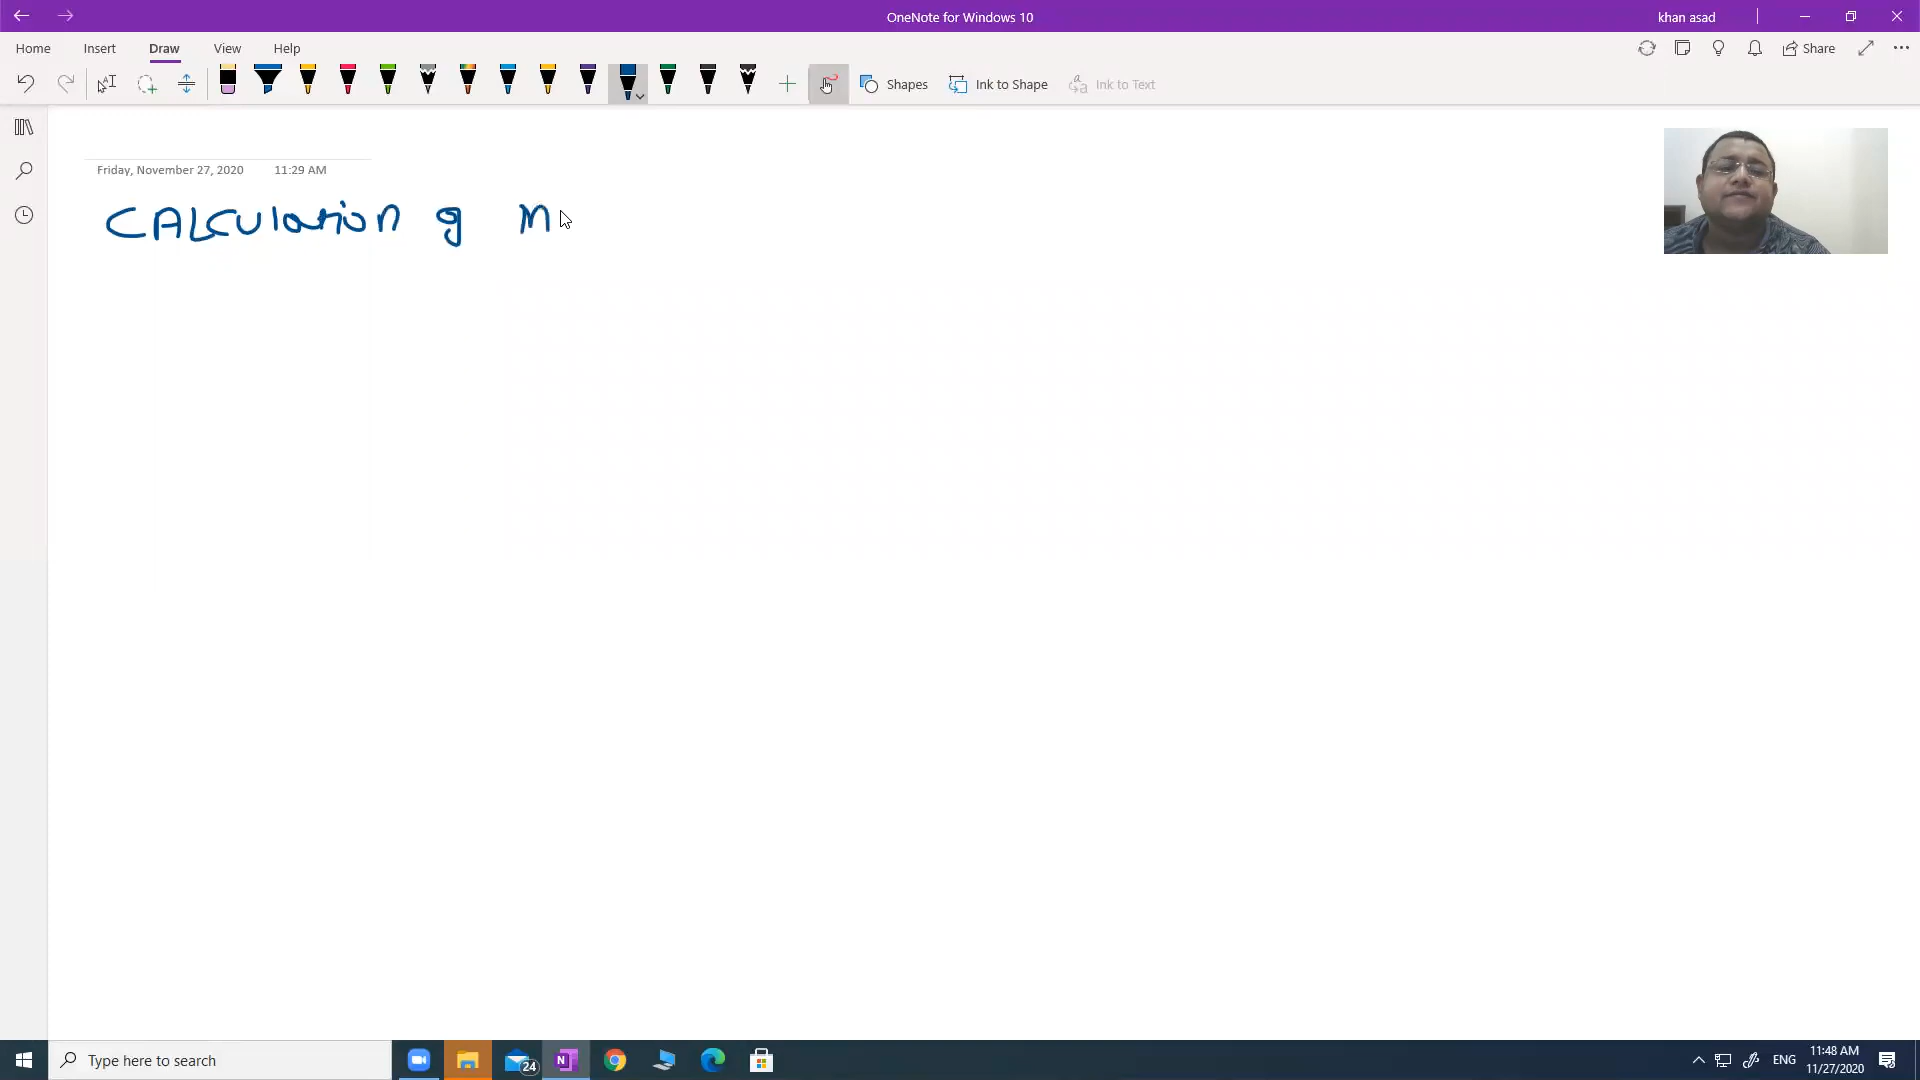 OneNote for Windows 10
khan asad
Home Insert Draw View Help
Share
Shapes Ink to Shape Ink to Text
Friday, November 27, 2020 11:29 AM
CALCulation of M
Type here to search
24
N
ENG
11:48 AM
11/27/2020